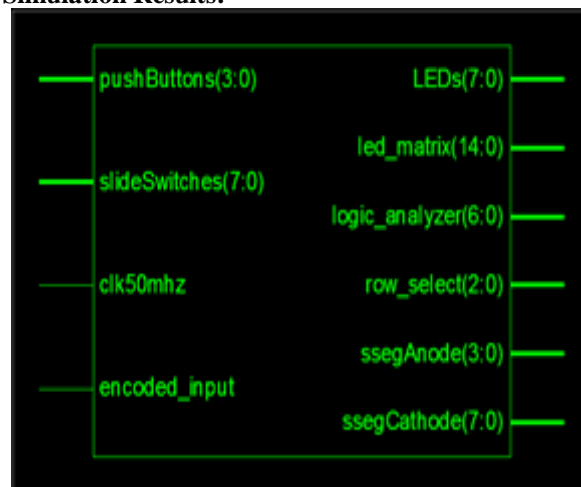 Simulation Results:
pushButtons(3:0)
slideSwitches(7:0)
clk50mhz
encoded_input
LEDs(7:0)
led_matrix(14:0)
logic_analyzer(6:0)
row_select(2:0)
ssegAnode(3:0)
ssegCathode(7:0)